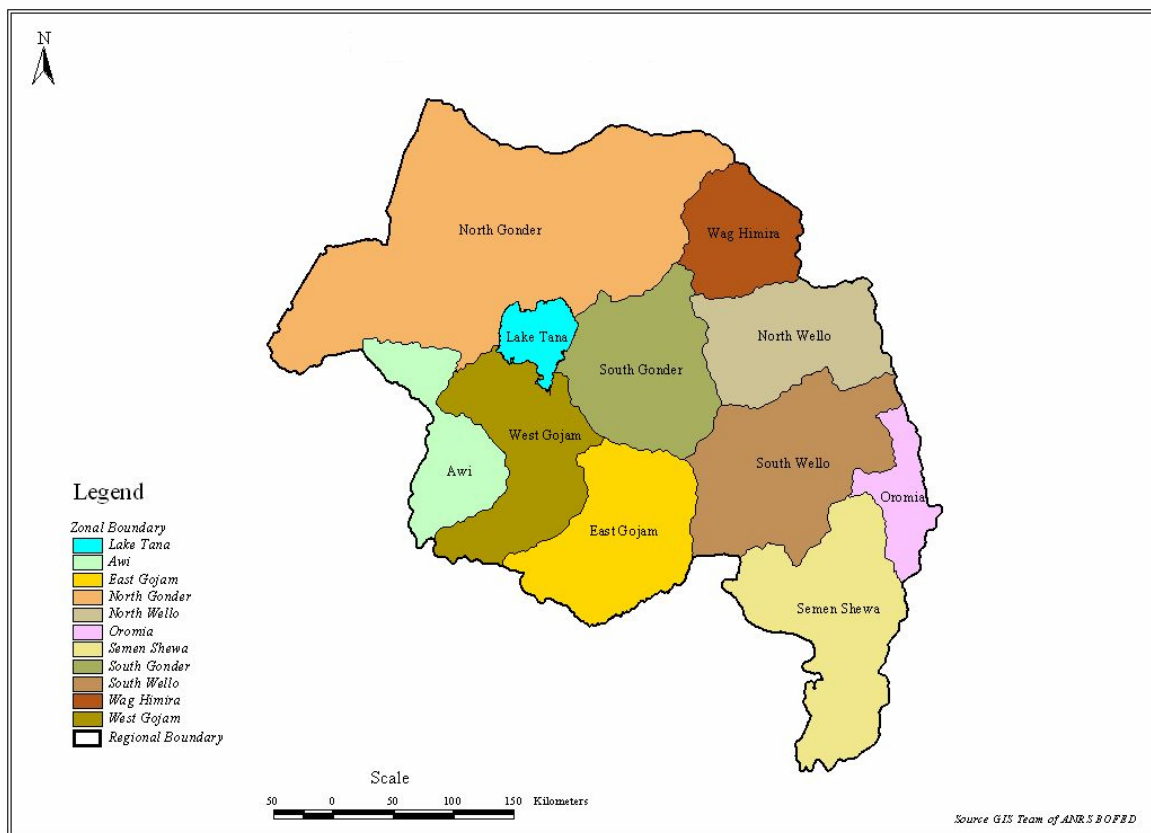 N
North Gonder
Wag Himira
Lake Tana
North Wello
South Gonder
West Gojam
Awi
South Wello
Oromia
East Gojam
Semen Shewa
Legend
Zonal Boundary
Lake Tana
Awi
East Gojam
North Gonder
North Wello
Oromia
Semen Shewa
South Gonder
South Wello
Wag Himira
West Gojam
Regional Boundary
Scale
50 0 50 100 150 Kilometers
Source GIS Team of ANRS BOFED